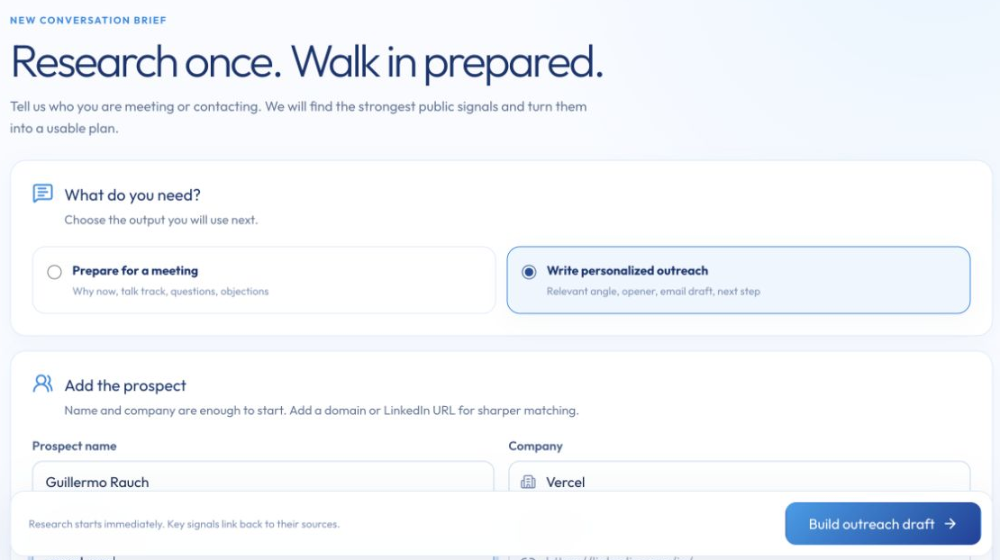 NEW CONVERSATION BRIEF
Research once. Walk in prepared.
Tell us who you are meeting or contacting. We will find the strongest public signals and turn them
into a usable plan.
What do you need?
Choose the output you will use next.
Prepare for a meeting
Why now, talk track, questions, objections
Write personalized outreach
Relevant angle, opener, email draft, next step
Add the prospect
Name and company are enough to start. Add a domain or LinkedIn URL for sharper matching.
Prospect name
Company
Guillermo Rauch
Vercel
Research starts immediately. Key signals link back to their sources.
Build outreach draft